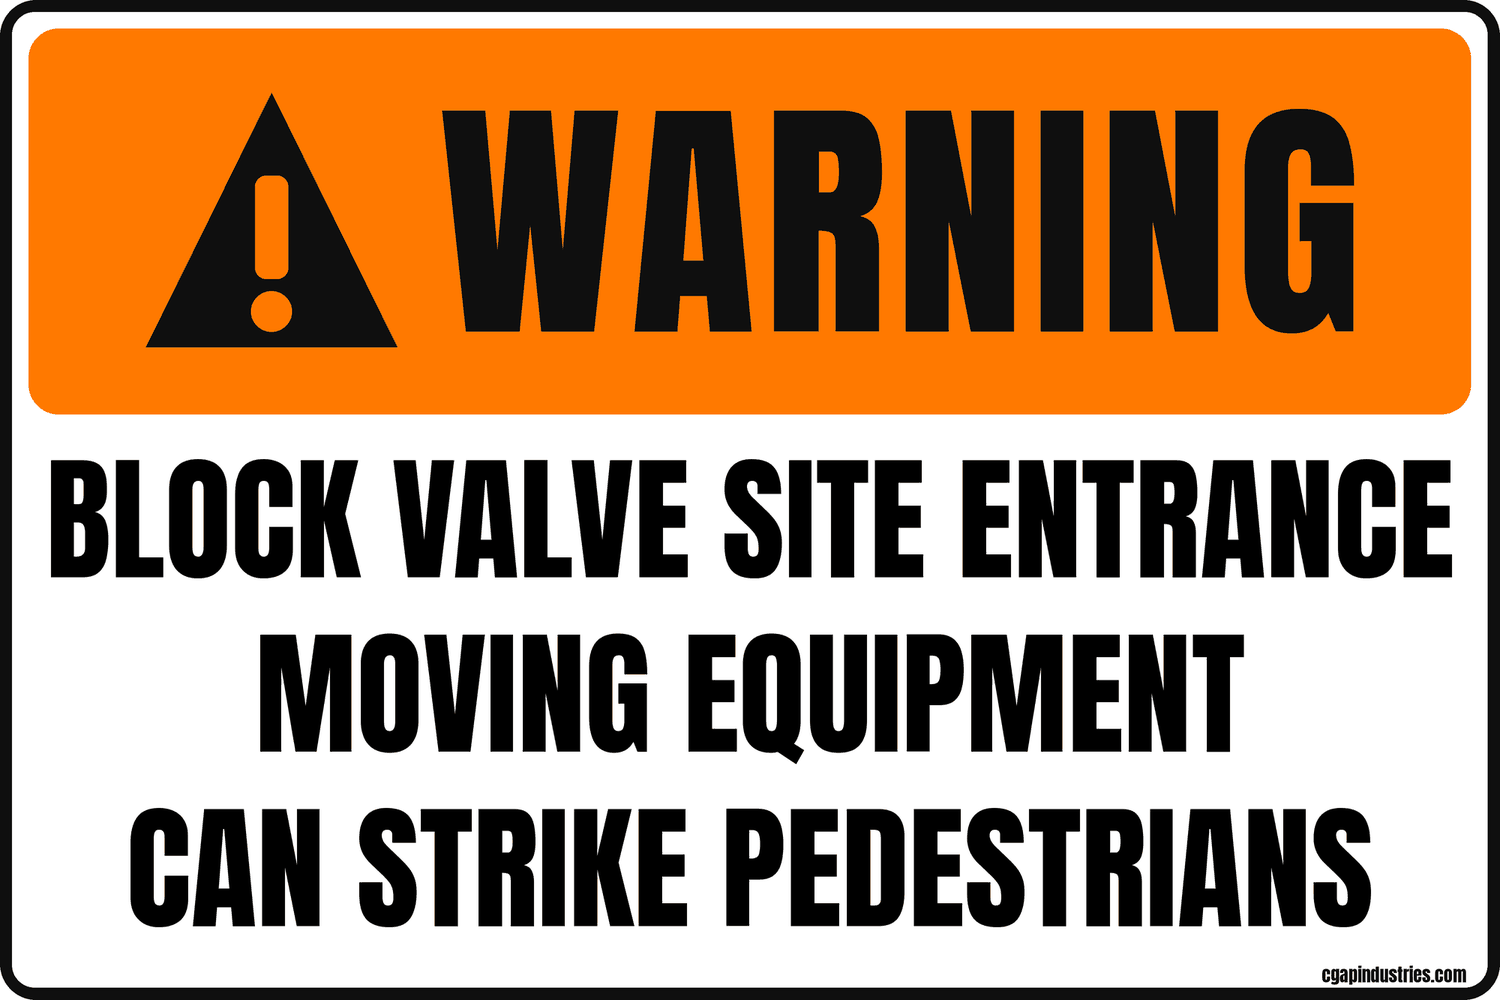 WARNING
BLOCK VALVE SITE ENTRANCE
MOVING EQUIPMENT
CAN STRIKE PEDESTRIANS
cgapindustries.com